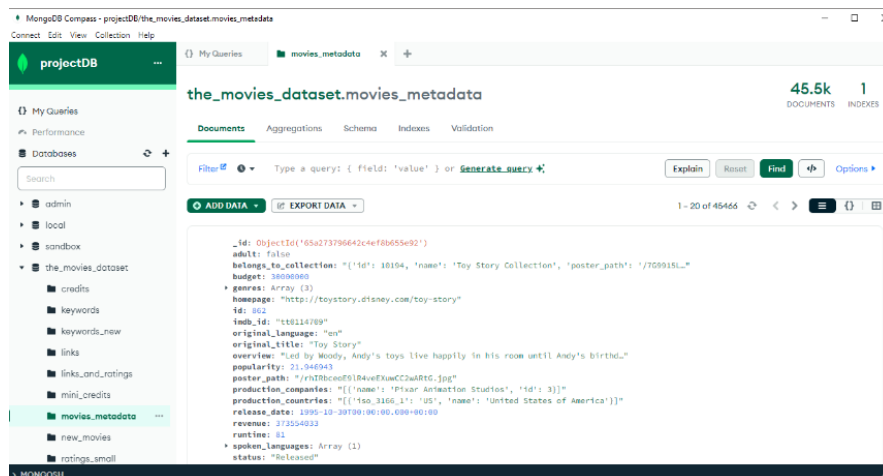 MongoDB Compass - projectDB/the_movies_dataset.movies_metadata
Connect Edit View Collection Help
projectDB ...
{} My Queries
movies_metadata
the_movies_dataset.movies_metadata
45.5k 1
DOCUMENTS INDEXES
My Queries
Performance
Databases
Search
admin
local
sandbox
the_movies_dataset
credits
keywords
keywords_new
links
links_and_ratings
mini_credits
movies_metadata ...
new_movies
ratings_small
Documents Aggregations Schema Indexes Validation
Filter Type a query: { field: 'value' } or Generate query Explain Reset Find </> Options
ADD DATA EXPORT DATA 1 – 20 of 45466 {}
_id: ObjectId('65a273796642c4ef8b655e92')
adult: false
belongs_to_collection: "{'id': 10194, 'name': 'Toy Story Collection', 'poster_path': '/7G9915L…"
budget: 30000000
genres: Array (3)
homepage: "http://toystory.disney.com/toy-story"
id: 862
imdb_id: "tt0114709"
original_language: "en"
original_title: "Toy Story"
overview: "Led by Woody, Andy's toys live happily in his room until Andy's birthd…"
popularity: 21.946943
poster_path: "/rhIRbceoE9lR4veEXuwCC2wARtG.jpg"
production_companies: "[{'name': 'Pixar Animation Studios', 'id': 3}]"
production_countries: "[{'iso_3166_1': 'US', 'name': 'United States of America'}]"
release_date: 1995-10-30T00:00:00.000+00:00
revenue: 373554033
runtime: 81
spoken_languages: Array (1)
status: "Released"
>_MONGOSH